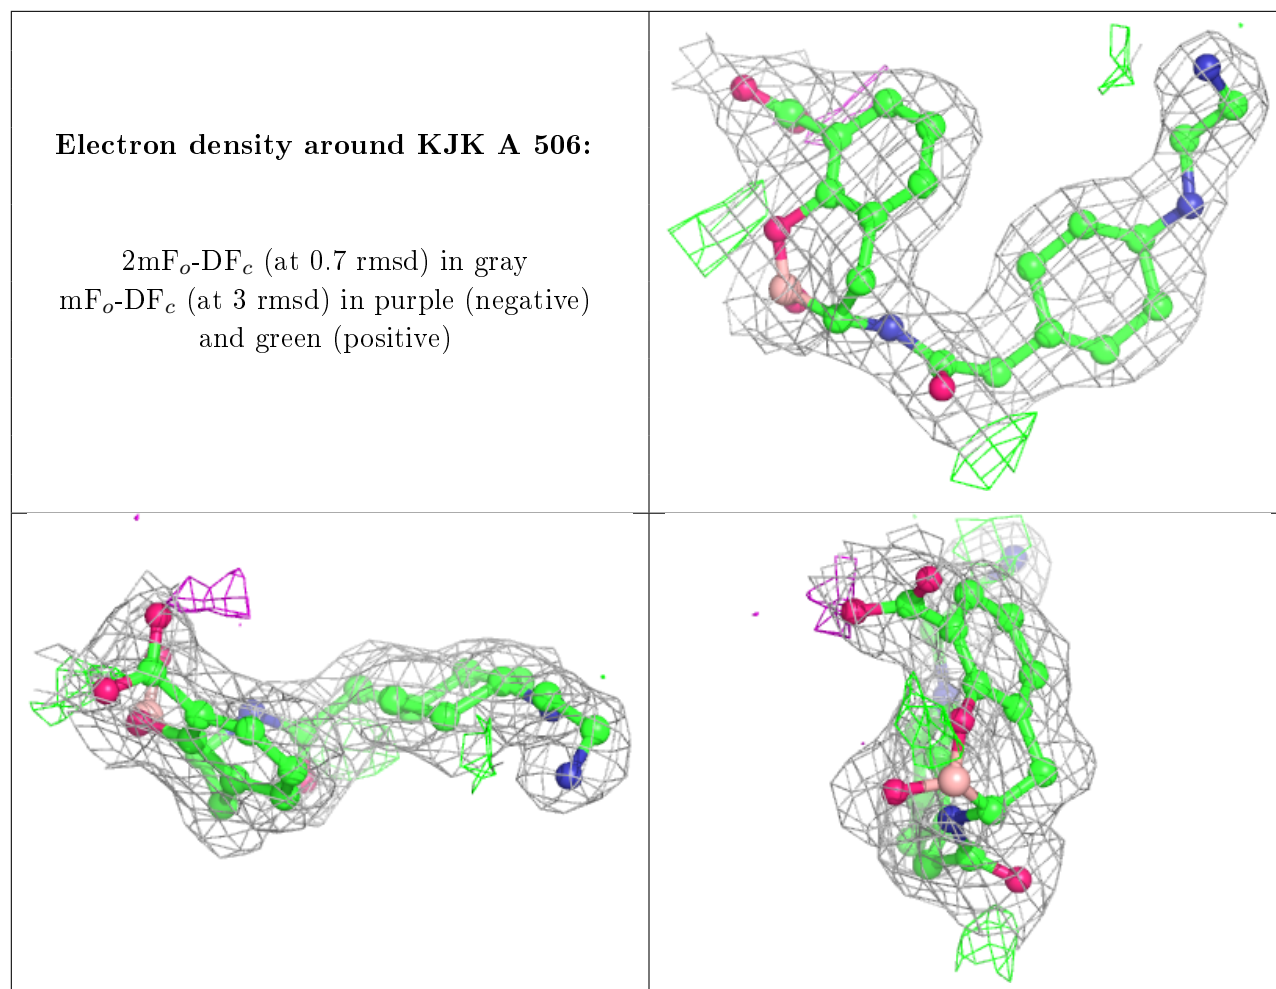 Electron density around KJK A 506:
2mFo-DFc (at 0.7 rmsd) in gray
mFo-DFc (at 3 rmsd) in purple (negative)
and green (positive)